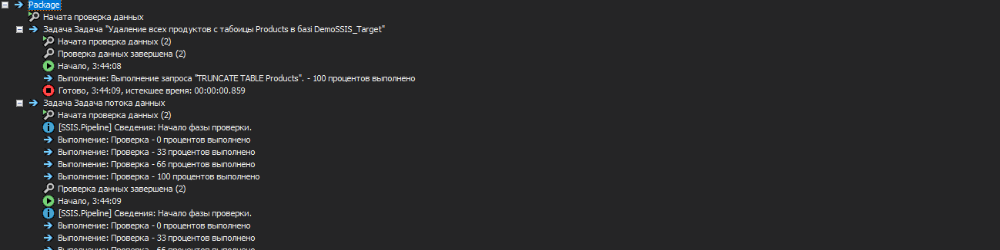 Package
Начата проверка данных
Задача Задача "Удаление всех продуктов с табоицы Products в базі DemoSSIS_Target"
Начата проверка данных (2)
Проверка данных завершена (2)
Начало, 3:44:08
Выполнение: Выполнение запроса "TRUNCATE TABLE Products". - 100 процентов выполнено
Готово, 3:44:09, истекшее время: 00:00:00.859
Задача Задача потока данных
Начата проверка данных (2)
[SSIS.Pipeline] Сведения: Начало фазы проверки.
Выполнение: Проверка - 0 процентов выполнено
Выполнение: Проверка - 33 процентов выполнено
Выполнение: Проверка - 66 процентов выполнено
Выполнение: Проверка - 100 процентов выполнено
Проверка данных завершена (2)
Начало, 3:44:09
[SSIS.Pipeline] Сведения: Начало фазы проверки.
Выполнение: Проверка - 0 процентов выполнено
Выполнение: Проверка - 33 процентов выполнено
Выполнение: Проверка - 66 процентов выполнено